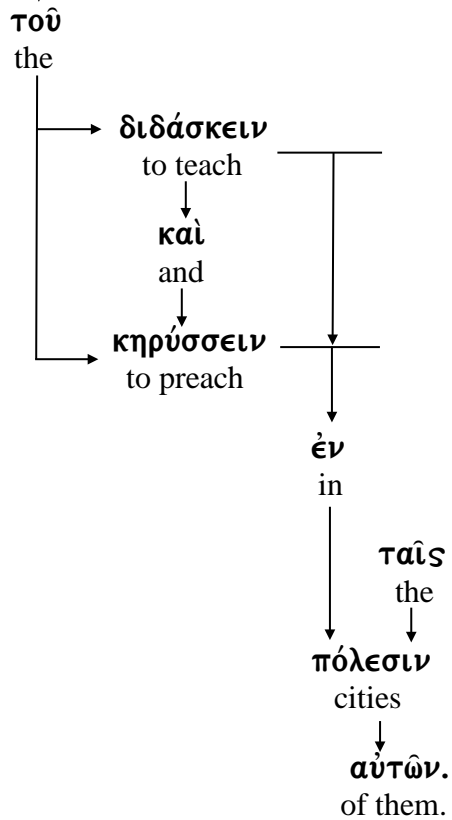 τοῦ
the
διδάσκειν
to teach
καὶ
and
κηρύσσειν
to preach
ἐν
in
ταῖς
the
πόλεσιν
cities
αὐτῶν.
of them.